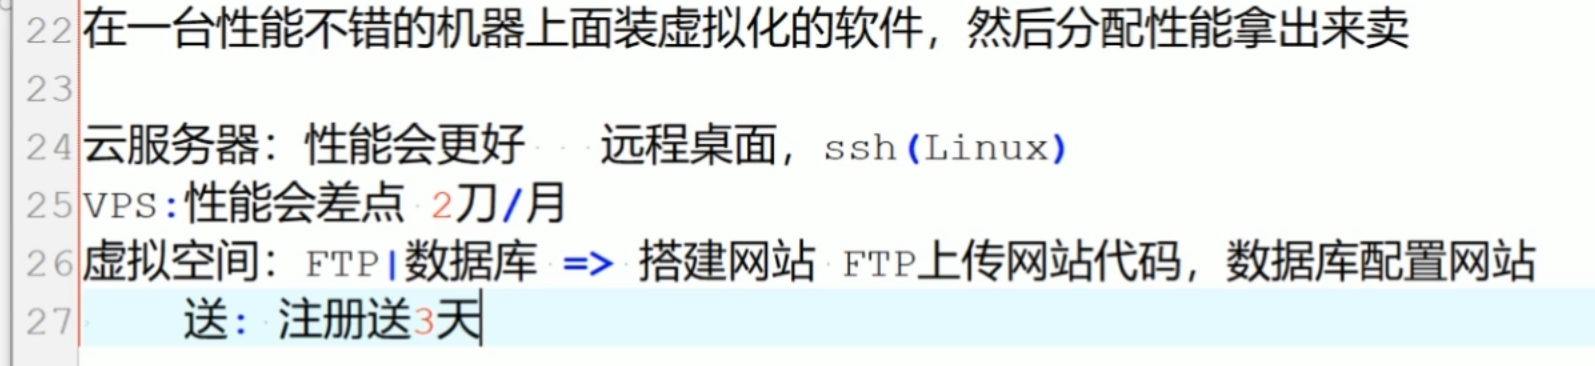 22 在一台性能不错的机器上面装虚拟化的软件，然后分配性能拿出来卖
23
24 云服务器：性能会更好   远程桌面，ssh(Linux)
25 VPS:性能会差点 2刀/月
26 虚拟空间：FTP|数据库 => 搭建网站 FTP上传网站代码，数据库配置网站
27 送: 注册送3天